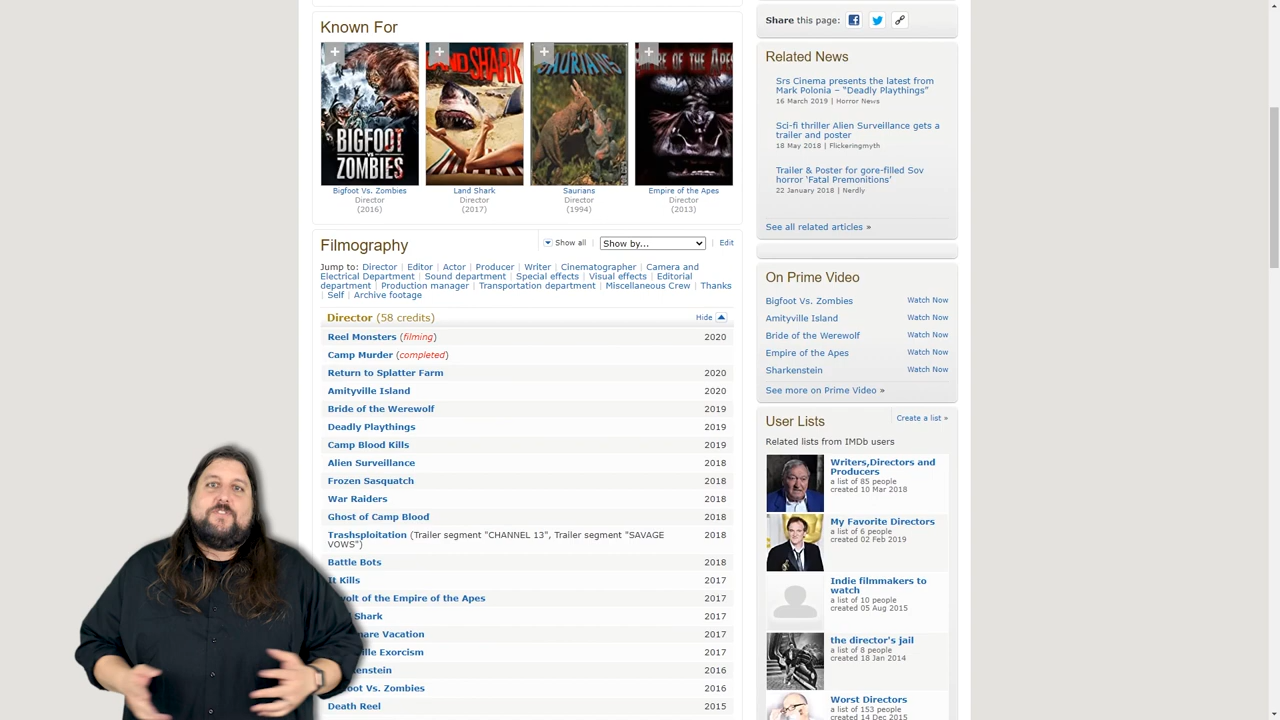 Known For
BIGFOOT
VS
ZOMBIES
LAND SHARK
SAURIANS
EMPIRE OF THE APES
Bigfoot Vs. Zombies
Director
(2016)
Land Shark
Director
(2017)
Saurians
Director
(1994)
Empire of the Apes
Director
(2013)
Filmography
Show all | Show by... | Edit
Jump to: Director | Editor | Actor | Producer | Writer | Cinematographer | Camera and
Electrical Department | Sound department | Special effects | Visual effects | Editorial
department | Production manager | Transportation department | Miscellaneous Crew | Thanks
| Self | Archive footage
Director (58 credits) Hide
Reel Monsters (filming) 2020
Camp Murder (completed)
Return to Splatter Farm 2020
Amityville Island 2020
Bride of the Werewolf 2019
Deadly Playthings 2019
Camp Blood Kills 2019
Alien Surveillance 2018
Frozen Sasquatch 2018
War Raiders 2018
Ghost of Camp Blood 2018
Trashsploitation (Trailer segment "CHANNEL 13", Trailer segment "SAVAGE 2018
VOWS")
Battle Bots 2018
It Kills 2017
volt of the Empire of the Apes 2017
Shark 2017
mare Vacation 2017
ville Exorcism 2017
kenstein 2016
foot Vs. Zombies 2016
Death Reel 2015
Share this page:
Related News
Srs Cinema presents the latest from
Mark Polonia – “Deadly Playthings”
16 March 2019 | Horror News
Sci-fi thriller Alien Surveillance gets a
trailer and poster
18 May 2018 | Flickeringmyth
Trailer & Poster for gore-filled Sov
horror ‘Fatal Premonitions’
22 January 2018 | Nerdly
See all related articles »
On Prime Video
Bigfoot Vs. Zombies Watch Now
Amityville Island Watch Now
Bride of the Werewolf Watch Now
Empire of the Apes Watch Now
Sharkenstein Watch Now
See more on Prime Video »
User Lists Create a list »
Related lists from IMDb users
Writers,Directors and
Producers
a list of 85 people
created 10 Mar 2018
My Favorite Directors
a list of 6 people
created 02 Feb 2019
Indie filmmakers to
watch
a list of 10 people
created 05 Aug 2015
the director's jail
a list of 8 people
created 18 Jan 2014
Worst Directors
a list of 153 people
created 14 Dec 2015